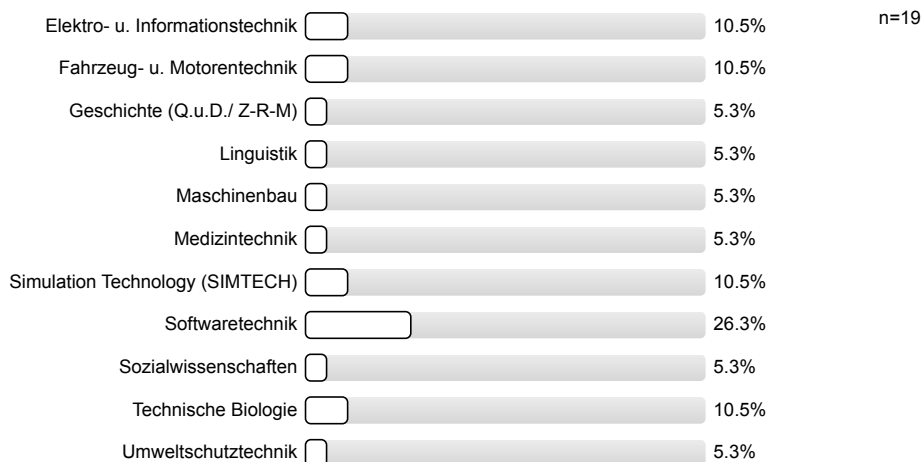 Elektro- u. Informationstechnik 10.5% n=19
Fahrzeug- u. Motorentechnik 10.5%
Geschichte (Q.u.D./ Z-R-M) 5.3%
Linguistik 5.3%
Maschinenbau 5.3%
Medizintechnik 5.3%
Simulation Technology (SIMTECH) 10.5%
Softwaretechnik 26.3%
Sozialwissenschaften 5.3%
Technische Biologie 10.5%
Umweltschutztechnik 5.3%